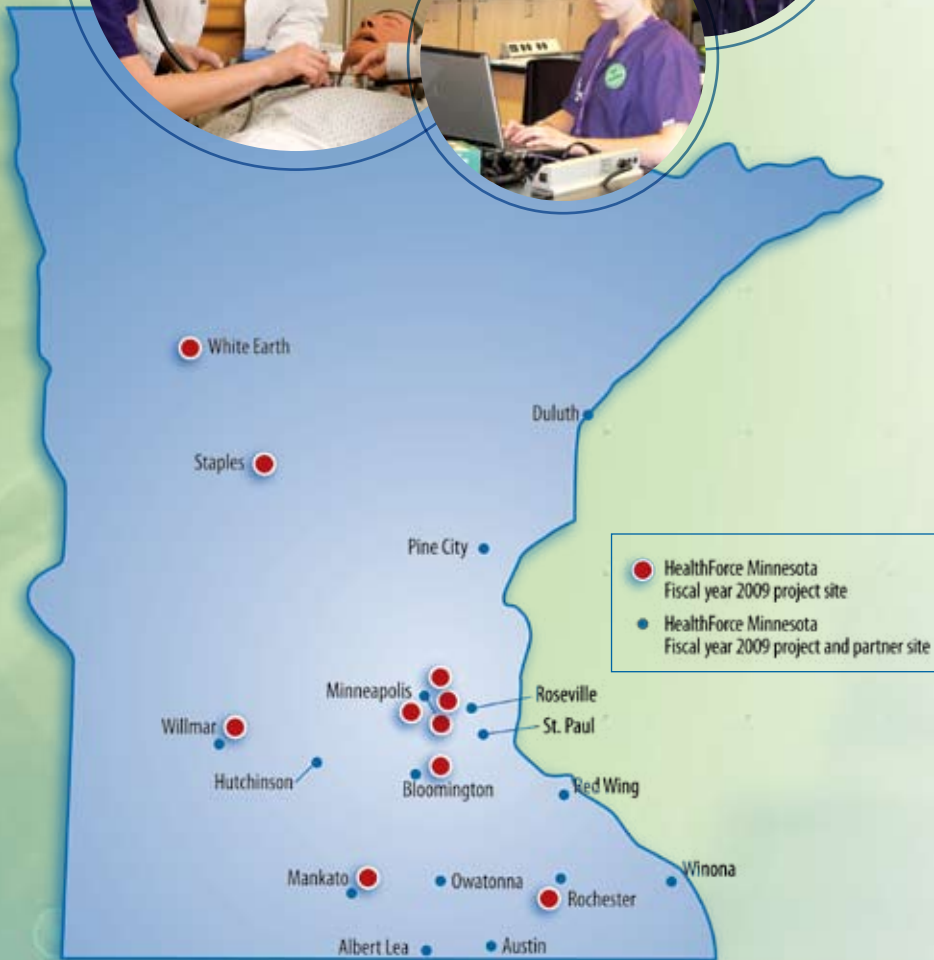 White Earth
Duluth
Staples
Pine City
HealthForce Minnesota
Fiscal year 2009 project site
HealthForce Minnesota
Fiscal year 2009 project and partner site
Minneapolis
Roseville
St. Paul
Willmar
Hutchinson
Bloomington
Red Wing
Mankato
Owatonna
Winona
Rochester
Albert Lea
Austin